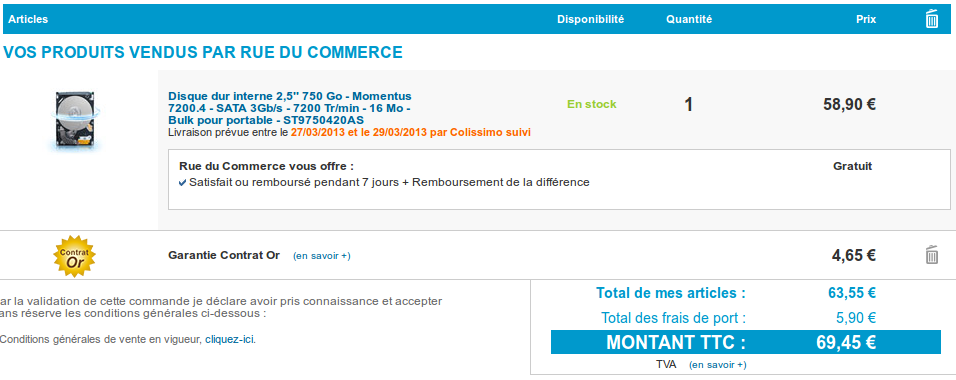 Articles Disponibilité Quantité Prix
VOS PRODUITS VENDUS PAR RUE DU COMMERCE
Disque dur interne 2,5'' 750 Go - Momentus
7200.4 - SATA 3Gb/s - 7200 Tr/min - 16 Mo -
Bulk pour portable - ST9750420AS
En stock 1 58,90 €
Livraison prévue entre le 27/03/2013 et le 29/03/2013 par Colissimo suivi
Rue du Commerce vous offre : Gratuit
Satisfait ou remboursé pendant 7 jours + Remboursement de la différence
Contrat
Or
Garantie Contrat Or (en savoir +) 4,65 €
ar la validation de cette commande je déclare avoir pris connaissance et accepter
ans réserve les conditions générales ci-dessous :
Conditions générales de vente en vigueur, cliquez-ici.
Total de mes articles : 63,55 €
Total des frais de port : 5,90 €
MONTANT TTC : 69,45 €
TVA (en savoir +)